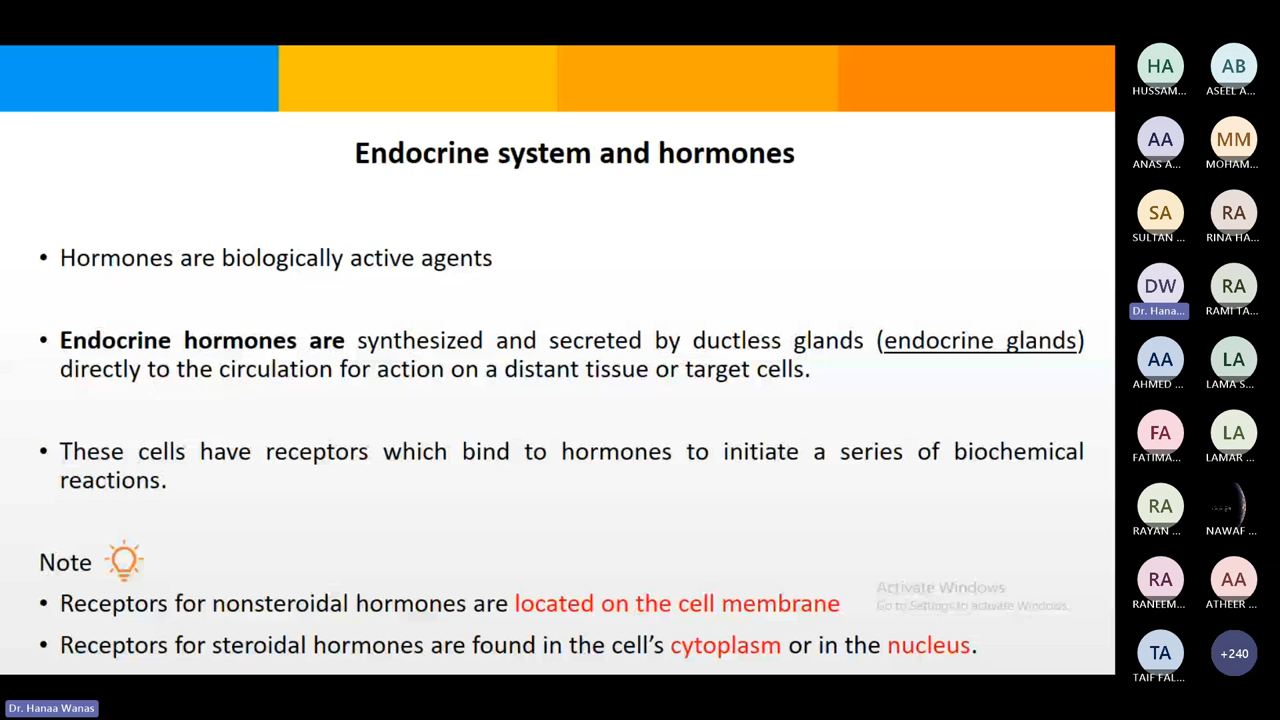 Endocrine system and hormones
• Hormones are biologically active agents
• Endocrine hormones are synthesized and secreted by ductless glands (endocrine glands)
directly to the circulation for action on a distant tissue or target cells.
• These cells have receptors which bind to hormones to initiate a series of biochemical
reactions.
Note
• Receptors for nonsteroidal hormones are located on the cell membrane
• Receptors for steroidal hormones are found in the cell’s cytoplasm or in the nucleus.
Activate Windows
Go to Settings to activate Windows.
HA AB
HUSSAM... ASEEL A...
AA MM
ANAS A... MOHAM...
SA RA
SULTAN ... RINA HA...
DW RA
Dr. Hana... RAMI TA...
AA LA
AHMED ... LAMA S...
FA LA
FATIMA... LAMAR ...
RA
RAYAN ... NAWAF ...
RA AA
RANEEM... ATHEER ...
TA +240
TAIF FAL...
Dr. Hanaa Wanas